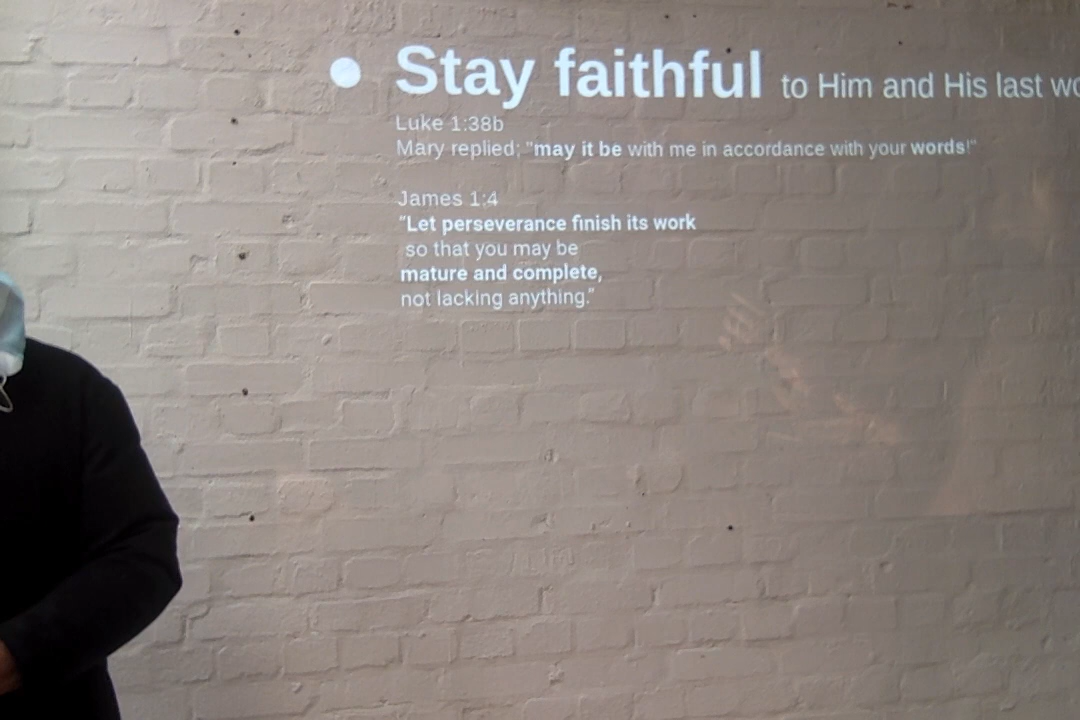 • Stay faithful to Him and His last
Luke 1:38b
Mary replied; "may it be with me in accordance with your words!"
James 1:4
"Let perseverance finish its work
so that you may be
mature and complete,
not lacking anything."